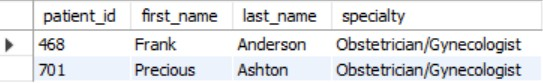 patient_id first_name last_name specialty
468 Frank Anderson Obstetrician/Gynecologist
701 Precious Ashton Obstetrician/Gynecologist